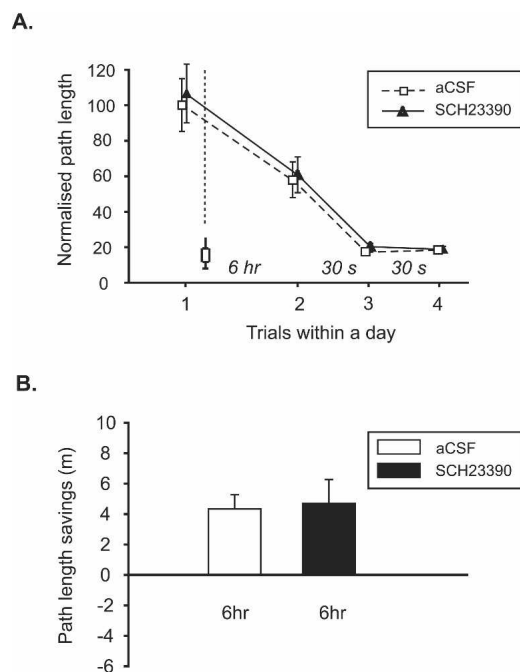 A.
120
100
80
60
40
20
0
Normalised path length
aCSF
SCH23390
6 hr
30 s
30 s
1
2
3
4
Trials within a day
B.
10
8
6
4
2
0
-2
-4
-6
Path length savings (m)
aCSF
SCH23390
6hr
6hr